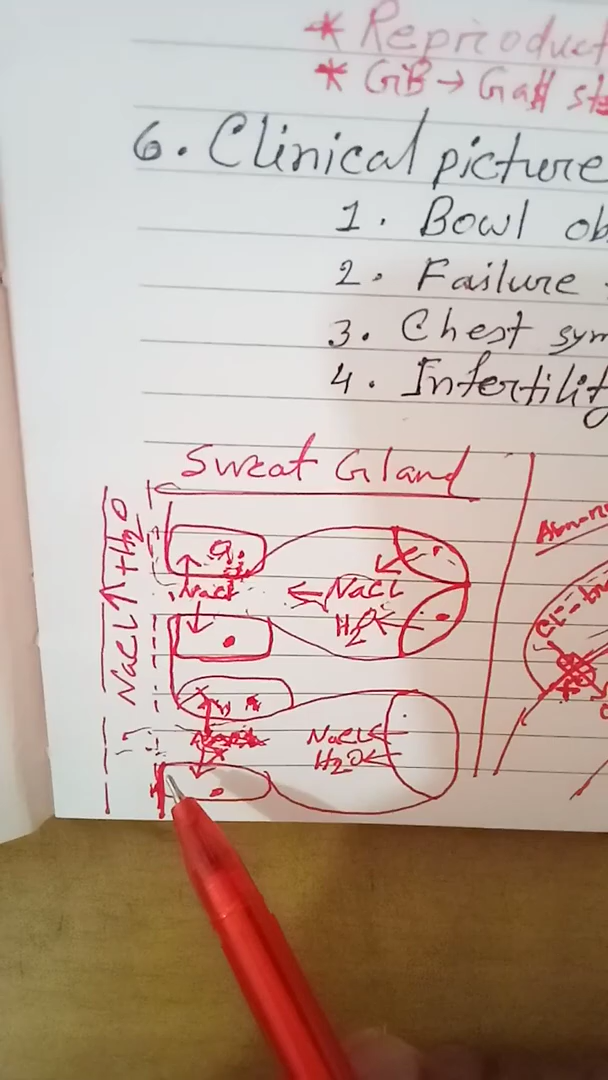 * Reproduct
* GiB → Gall st
6. Clinical picture
1. Bowl ob
2. Failure
3. Chest sym
4. Infertility
Sweat Gland
NaCl ↑ + H2O
NaCl
← NaCl
H2O
NaCl ←
H2O ←
Cl-